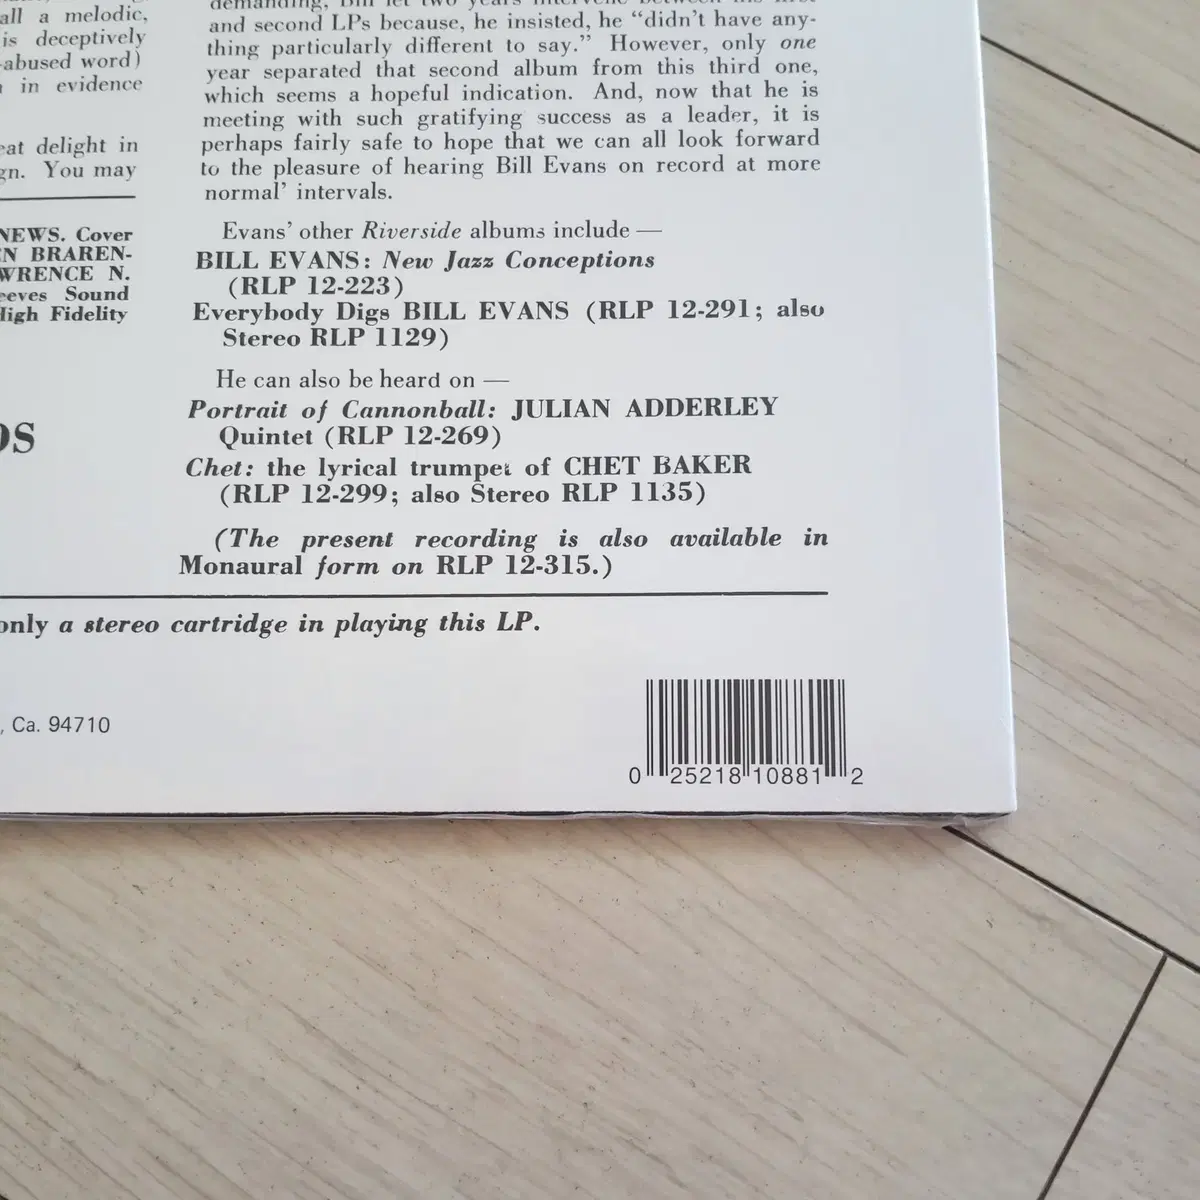 all a melodic,
is deceptively
-abused word)
in evidence
eat delight in
gn. You may
NEWS. Cover
EN BRAREN-
WRENCE N.
eeves Sound
High Fidelity
OS
demanding, Bill let two years intervene between his first
and second LPs because, he insisted, he “didn’t have any-
thing particularly different to say.” However, only one
year separated that second album from this third one,
which seems a hopeful indication. And, now that he is
meeting with such gratifying success as a leader, it is
perhaps fairly safe to hope that we can all look forward
to the pleasure of hearing Bill Evans on record at more
normal’ intervals.
Evans’ other Riverside albums include —
BILL EVANS: New Jazz Conceptions
(RLP 12-223)
Everybody Digs BILL EVANS (RLP 12-291; also
Stereo RLP 1129)
He can also be heard on —
Portrait of Cannonball: JULIAN ADDERLEY
Quintet (RLP 12-269)
Chet: the lyrical trumpet of CHET BAKER
(RLP 12-299; also Stereo RLP 1135)
(The present recording is also available in
Monaural form on RLP 12-315.)
only a stereo cartridge in playing this LP.
, Ca. 94710
0 25218 10881 2